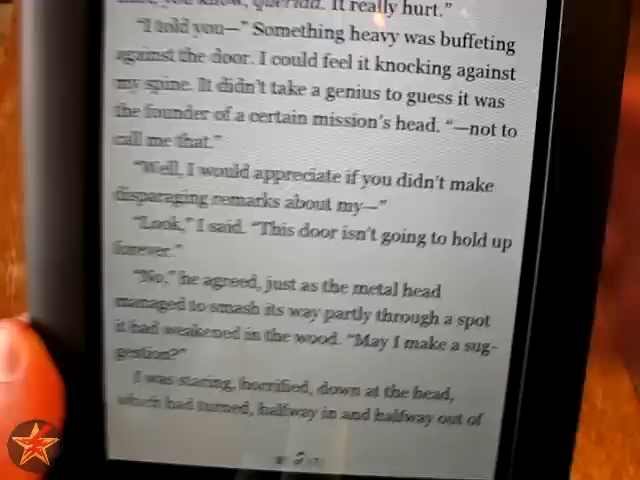 you know, querida. It really hurt.”
“I told you—” Something heavy was buffeting
against the door. I could feel it knocking against
my spine. It didn’t take a genius to guess it was
the founder of a certain mission’s head. “—not to
call me that.”
“Well, I would appreciate if you didn’t make
disparaging remarks about my—”
“Look,” I said. “This door isn’t going to hold up
forever.”
“No,” he agreed, just as the metal head
managed to smash its way partly through a spot
it had weakened in the wood. “May I make a sug-
gestion?”
I was staring, horrified, down at the head,
which had turned, halfway in and halfway out of